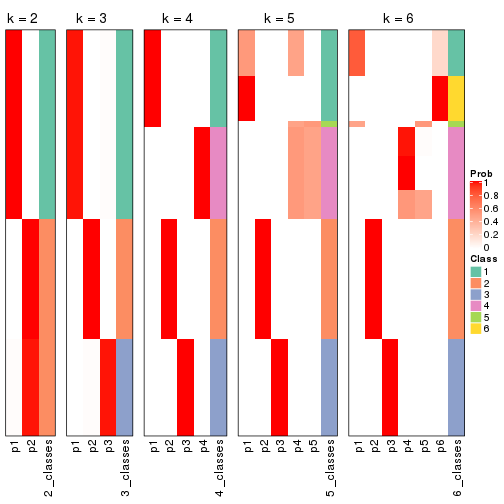 k = 2
k = 3
k = 4
k = 5
k = 6
Prob
1
0.8
0.6
0.4
0.2
0
Class
1
2
3
4
5
6
p1
p2
2_classes
p1
p2
p3
3_classes
p1
p2
p3
p4
4_classes
p1
p2
p3
p4
p5
5_classes
p1
p2
p3
p4
p5
p6
6_classes